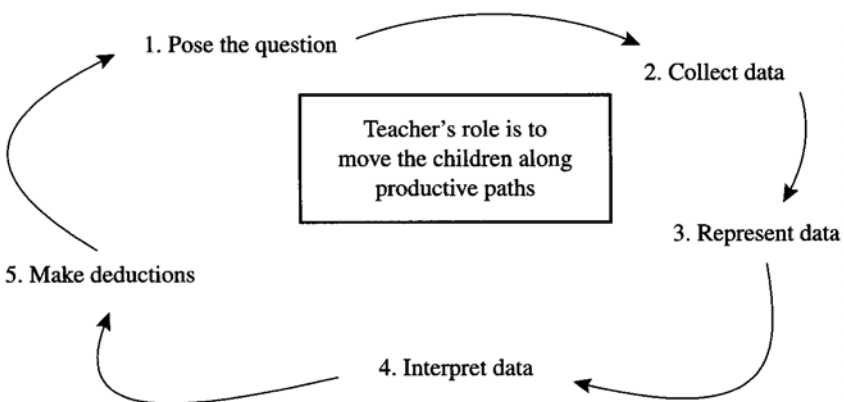 1. Pose the question
2. Collect data
Teacher's role is to
move the children along
productive paths
3. Represent data
5. Make deductions
4. Interpret data